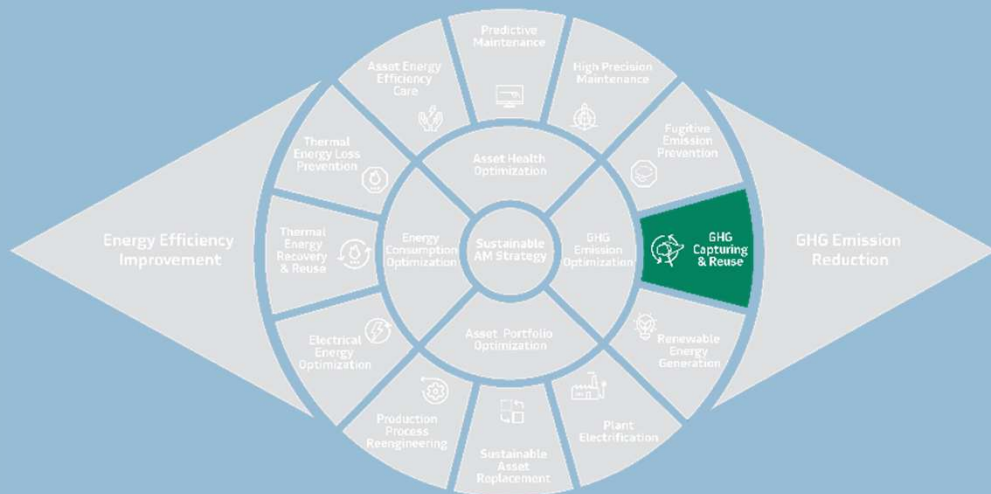 Predictive
Maintenance
Asset Energy
Efficiency
Care
High Precision
Maintenance
Thermal
Energy Loss
Prevention
Fugitive
Emission
Prevention
Asset Health
Optimization
Energy Efficiency
Improvement
Thermal
Energy
Recovery
& Reuse
Energy
Consumption
Optimization
Sustainable
AM Strategy
GHG
Emission
Optimization
GHG
Capturing
& Reuse
GHG Emission
Reduction
Electrical
Energy
Optimization
Asset Portfolio
Optimization
Renewable
Energy
Generation
Production
Process
Reengineering
Sustainable
Asset
Replacement
Plant
Electrification